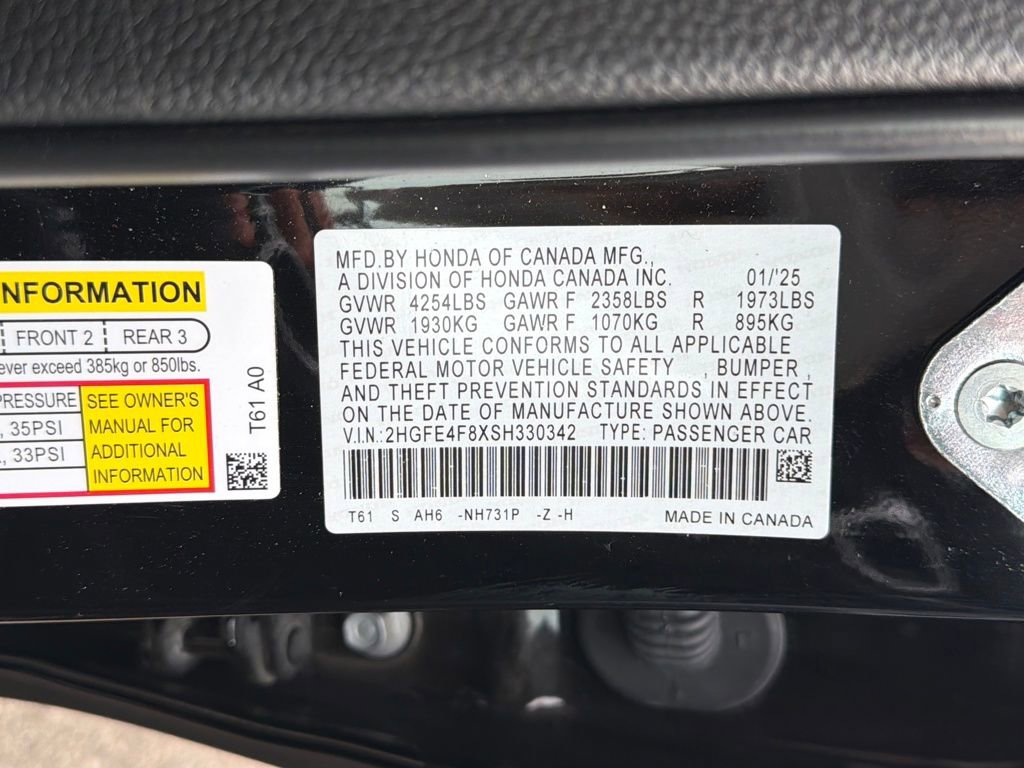 NFORMATION
FRONT 2 REAR 3
ever exceed 385kg or 850lbs.
PRESSURE
, 35PSI
, 33PSI
SEE OWNER'S
MANUAL FOR
ADDITIONAL
INFORMATION
T61 A0
MFD.BY HONDA OF CANADA MFG.,
A DIVISION OF HONDA CANADA INC. 01/'25
GVWR 4254LBS GAWR F 2358LBS R 1973LBS
GVWR 1930KG GAWR F 1070KG R 895KG
THIS VEHICLE CONFORMS TO ALL APPLICABLE
FEDERAL MOTOR VEHICLE SAFETY , BUMPER ,
AND THEFT PREVENTION STANDARDS IN EFFECT
ON THE DATE OF MANUFACTURE SHOWN ABOVE.
V.I.N.: 2HGFE4F8XSH330342 TYPE: PASSENGER CAR
T61 S AH6 -NH731P -Z -H MADE IN CANADA